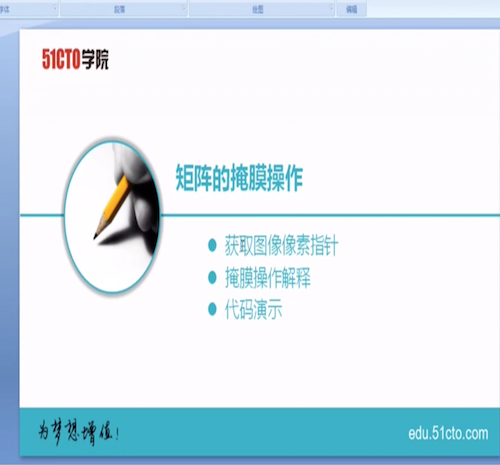 字体 段落 绘图 编辑
51CTO学院
矩阵的掩膜操作
获取图像像素指针
掩膜操作解释
代码演示
为梦想增值!
edu.51cto.com